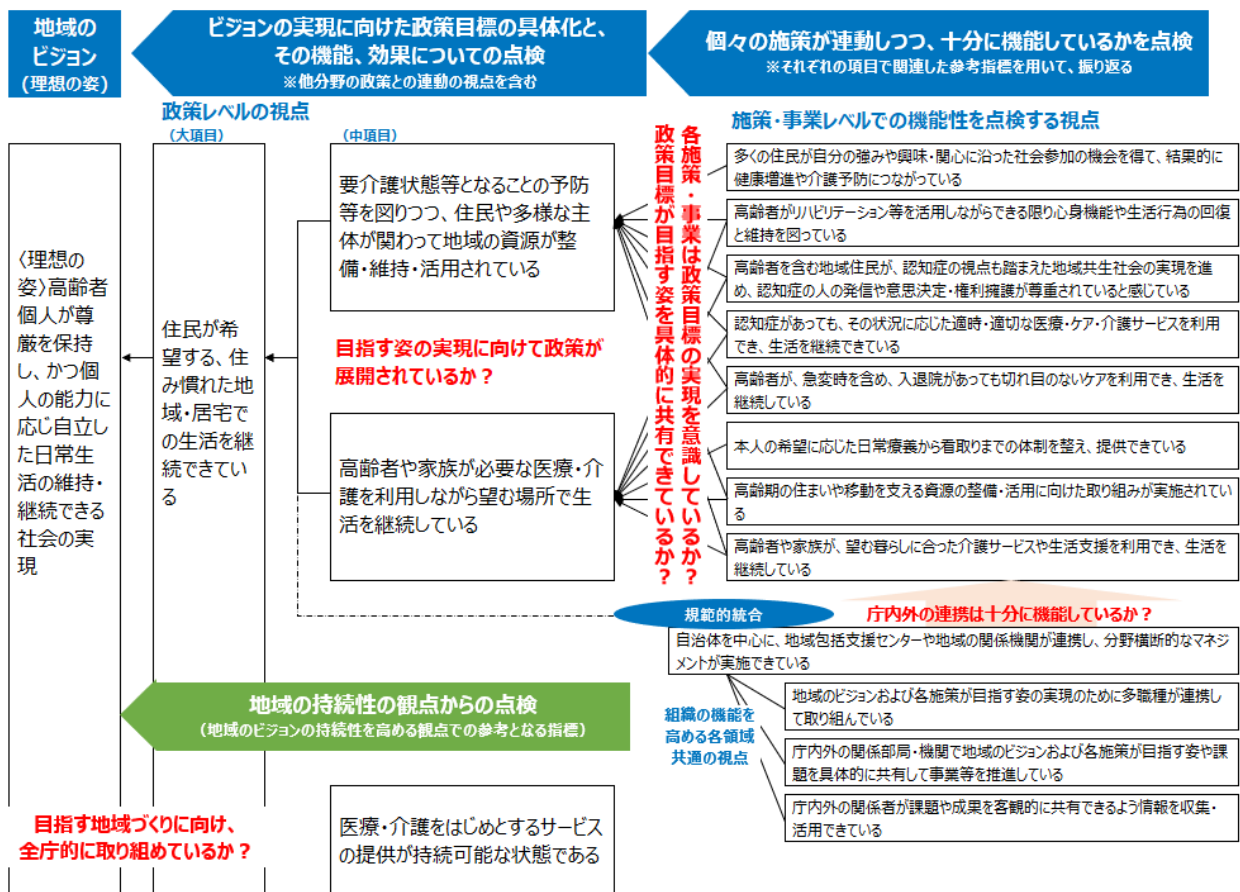 地域の
ビジョン
(理想の姿)
ビジョンの実現に向けた政策目標の具体化と、
その機能、効果についての点検
※他分野の政策との連動の視点を含む
個々の施策が連動しつつ、十分に機能しているかを点検
※それぞれの項目で関連した参考指標を用いて、振り返る
政策レベルの視点
(大項目)
(中項目)
施策・事業レベルでの機能性を点検する視点
〈理想の
姿〉高齢者
個人が尊
厳を保持
し、かつ個
人の能力に
応じ自立し
た日常生
活の維持・
継続できる
社会の実
現
住民が希
望する、住
み慣れた地
域・居宅で
の生活を継
続できてい
る
要介護状態等となることの予防
等を図りつつ、住民や多様な主
体が関わって地域の資源が整
備・維持・活用されている
目指す姿の実現に向けて政策が
展開されているか？
高齢者や家族が必要な医療・介
護を利用しながら望む場所で生
活を継続している
各施策・事業は政策目標の実現を意識しているか？
政策目標が目指す姿を具体的に共有できているか？
多くの住民が自分の強みや興味・関心に沿った社会参加の機会を得て、結果的に
健康増進や介護予防につながっている
高齢者がリハビリテーション等を活用しながらできる限り心身機能や生活行為の回復
と維持を図っている
高齢者を含む地域住民が、認知症の視点も踏まえた地域共生社会の実現を進
め、認知症の人の発信や意思決定・権利擁護が尊重されていると感じている
認知症があっても、その状況に応じた適時・適切な医療・ケア・介護サービスを利用
でき、生活を継続できている
高齢者が、急変時を含め、入退院があっても切れ目のないケアを利用でき、生活を
継続している
本人の希望に応じた日常療養から看取りまでの体制を整え、提供できている
高齢期の住まいや移動を支える資源の整備・活用に向けた取り組みが実施されてい
る
高齢者や家族が、望む暮らしに合った介護サービスや生活支援を利用でき、生活を
継続している
規範的統合
庁内外の連携は十分に機能しているか？
自治体を中心に、地域包括支援センターや地域の関係機関が連携し、分野横断的なマネジ
メントが実施できている
組織の機能を
高める各領域
共通の視点
地域のビジョンおよび各施策が目指す姿の実現のために多職種が連携し
て取り組んでいる
庁内外の関係部局・機関で地域のビジョンおよび各施策が目指す姿や課
題を具体的に共有して事業等を推進している
庁内外の関係者が課題や成果を客観的に共有できるよう情報を収集・
活用できている
地域の持続性の観点からの点検
(地域のビジョンの持続性を高める観点での参考となる指標)
目指す地域づくりに向け、
全庁的に取り組めているか？
医療・介護をはじめとするサービス
の提供が持続可能な状態である